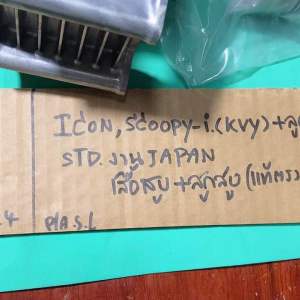 ICON, SCOOPY-i.(KVY)+ลู
STD. งาน JAPAN
เสื้อสูบ+ลูกสูบ (แท้ตรง